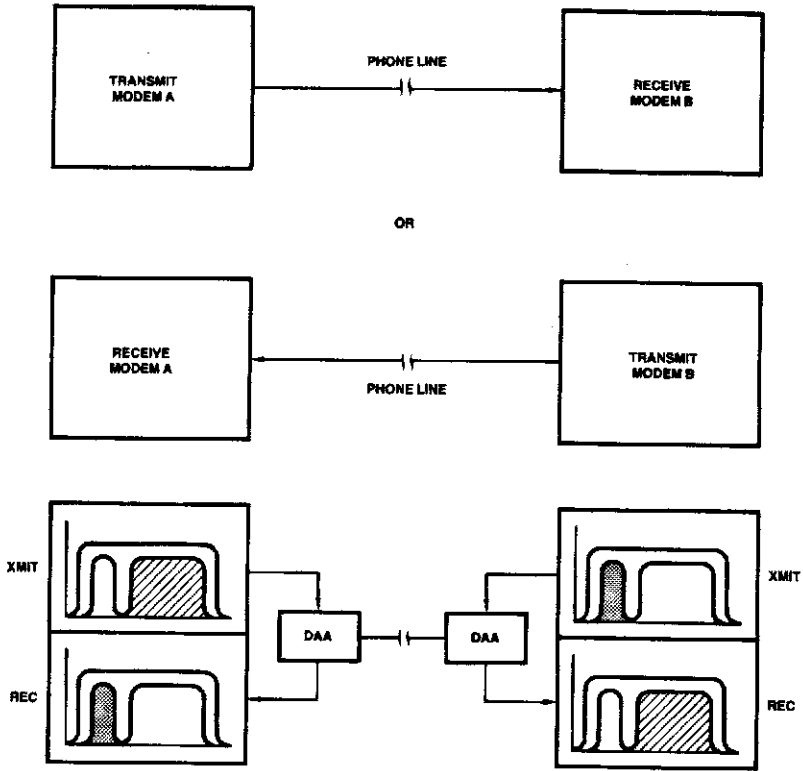 TRANSMIT
MODEM A
PHONE LINE
RECEIVE
MODEM B
OR
RECEIVE
MODEM A
PHONE LINE
TRANSMIT
MODEM B
XMIT
DAA
DAA
XMIT
REC
REC